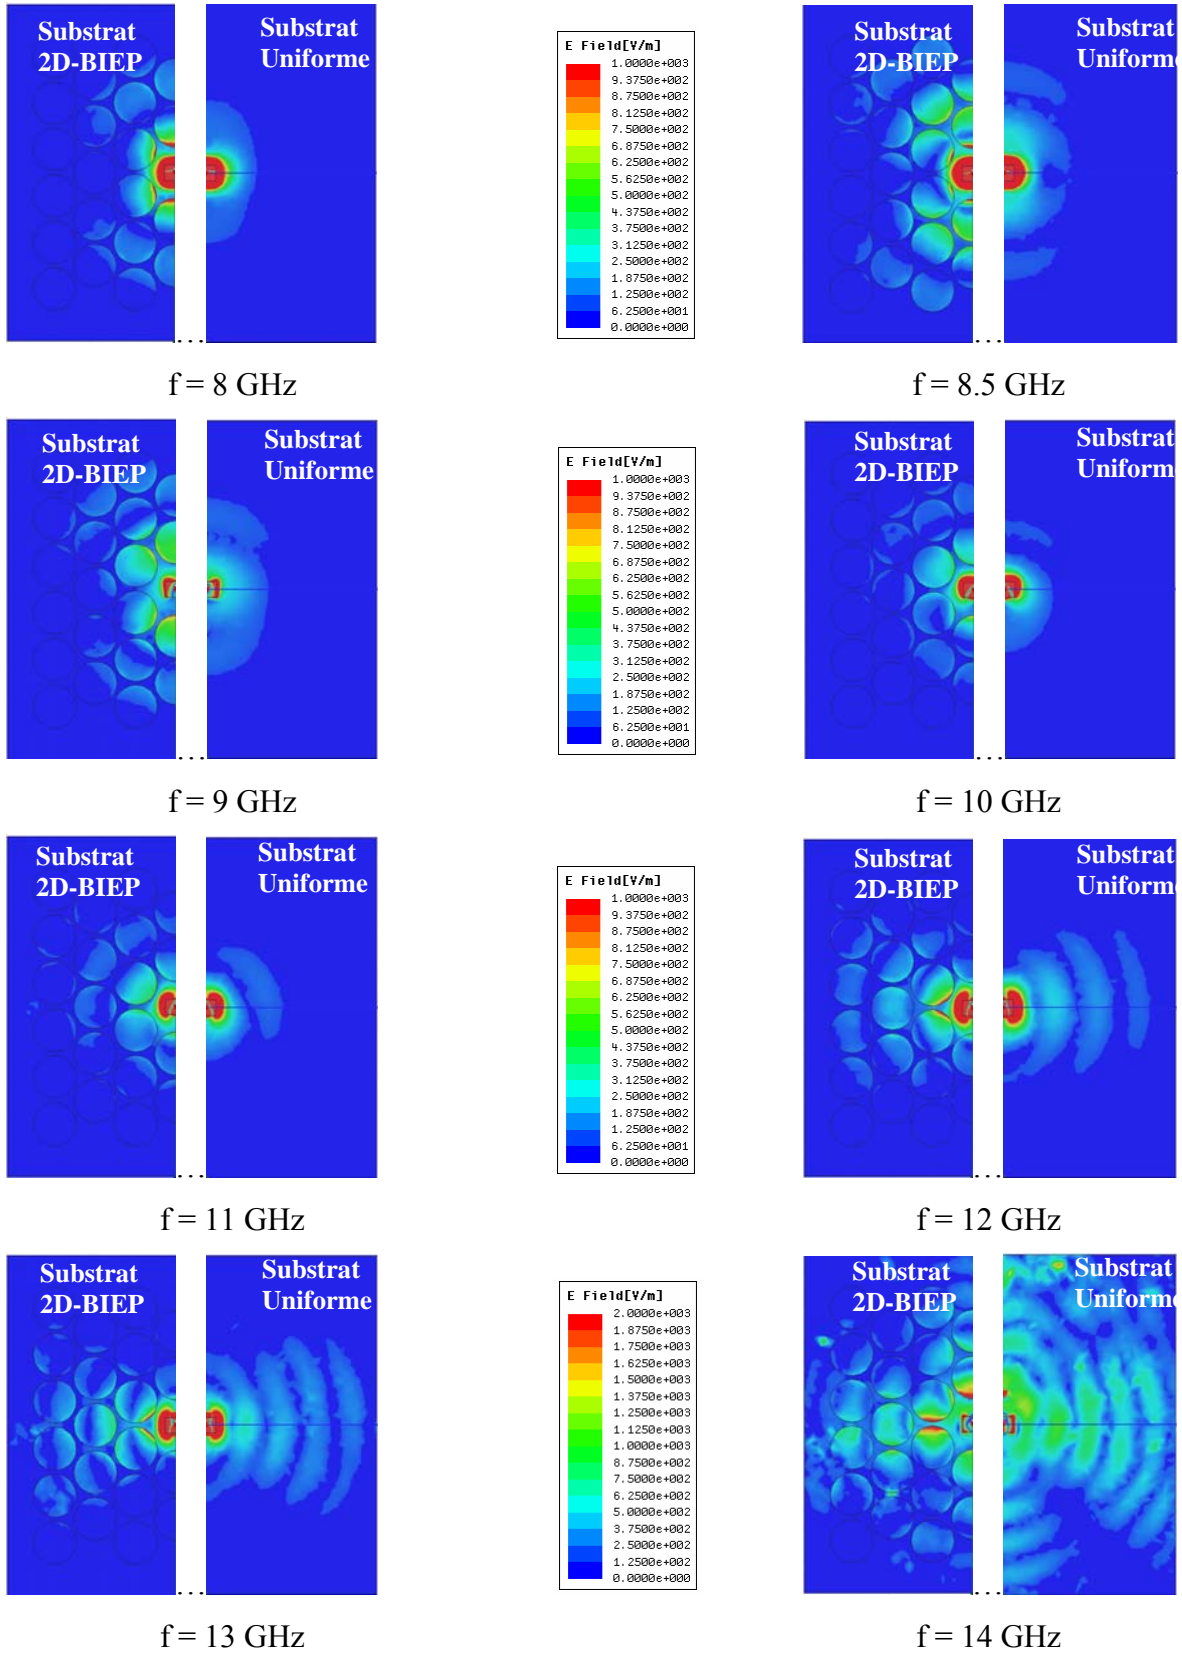 Substrat
2D-BIEP
Substrat
Uniforme
E Field[V/m]
1.0000e+003
9.3750e+002
8.7500e+002
8.1250e+002
7.5000e+002
6.8750e+002
6.2500e+002
5.6250e+002
5.0000e+002
4.3750e+002
3.7500e+002
3.1250e+002
2.5000e+002
1.8750e+002
1.2500e+002
6.2500e+001
0.0000e+000
Substrat
2D-BIEP
Substrat
Uniforme
...
...
f = 8 GHz
f = 8.5 GHz
Substrat
2D-BIEP
Substrat
Uniforme
E Field[V/m]
1.0000e+003
9.3750e+002
8.7500e+002
8.1250e+002
7.5000e+002
6.8750e+002
6.2500e+002
5.6250e+002
5.0000e+002
4.3750e+002
3.7500e+002
3.1250e+002
2.5000e+002
1.8750e+002
1.2500e+002
6.2500e+001
0.0000e+000
Substrat
2D-BIEP
Substrat
Uniform
...
...
f = 9 GHz
f = 10 GHz
Substrat
2D-BIEP
Substrat
Uniforme
E Field[V/m]
1.0000e+003
9.3750e+002
8.7500e+002
8.1250e+002
7.5000e+002
6.8750e+002
6.2500e+002
5.6250e+002
5.0000e+002
4.3750e+002
3.7500e+002
3.1250e+002
2.5000e+002
1.8750e+002
1.2500e+002
6.2500e+001
0.0000e+000
Substrat
2D-BIEP
Substrat
Uniforme
...
...
f = 11 GHz
f = 12 GHz
Substrat
2D-BIEP
Substrat
Uniforme
E Field[V/m]
2.0000e+003
1.8750e+003
1.7500e+003
1.6250e+003
1.5000e+003
1.3750e+003
1.2500e+003
1.1250e+003
1.0000e+003
8.7500e+002
7.5000e+002
6.2500e+002
5.0000e+002
3.7500e+002
2.5000e+002
1.2500e+002
0.0000e+000
Substrat
2D-BIEP
Substrat
Uniforme
...
...
f = 13 GHz
f = 14 GHz